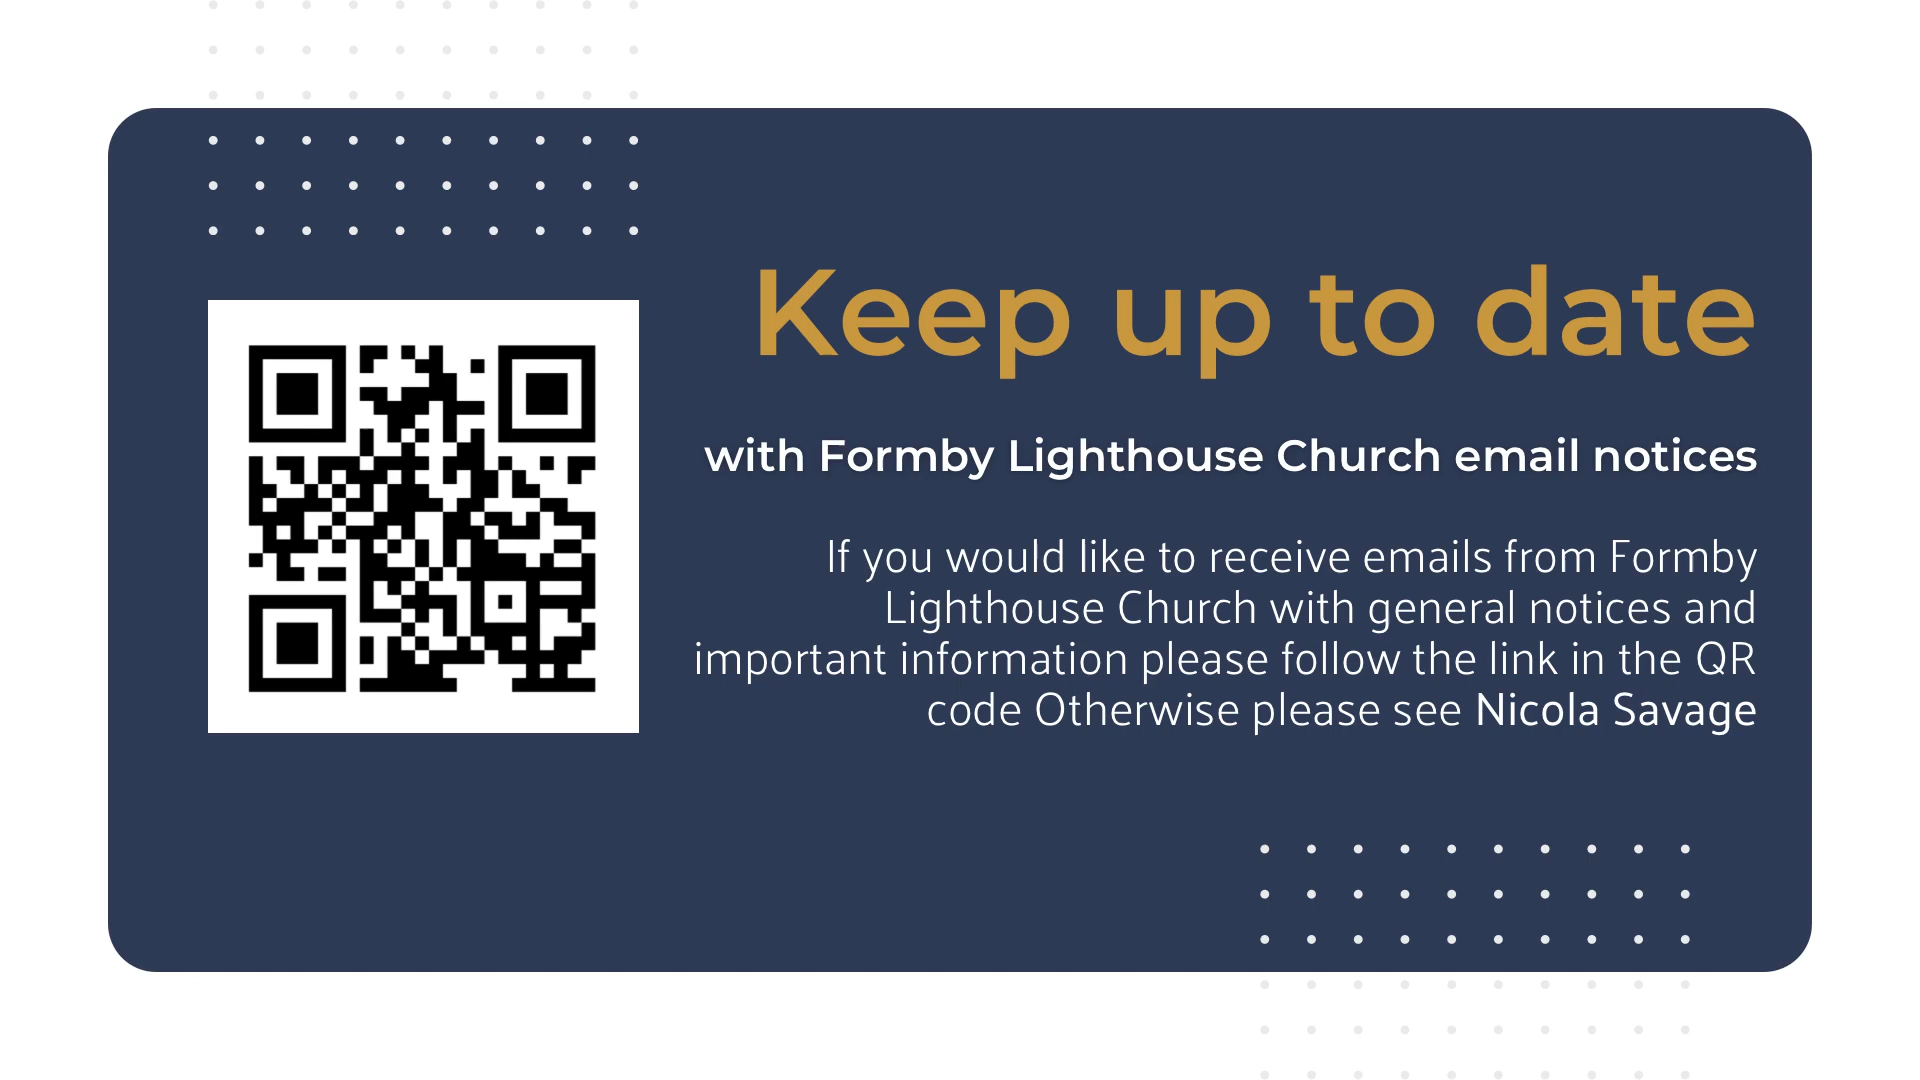 Keep up to date
with Formby Lighthouse Church email notices
If you would like to receive emails from Formby
Lighthouse Church with general notices and
important information please follow the link in the QR
code Otherwise please see Nicola Savage